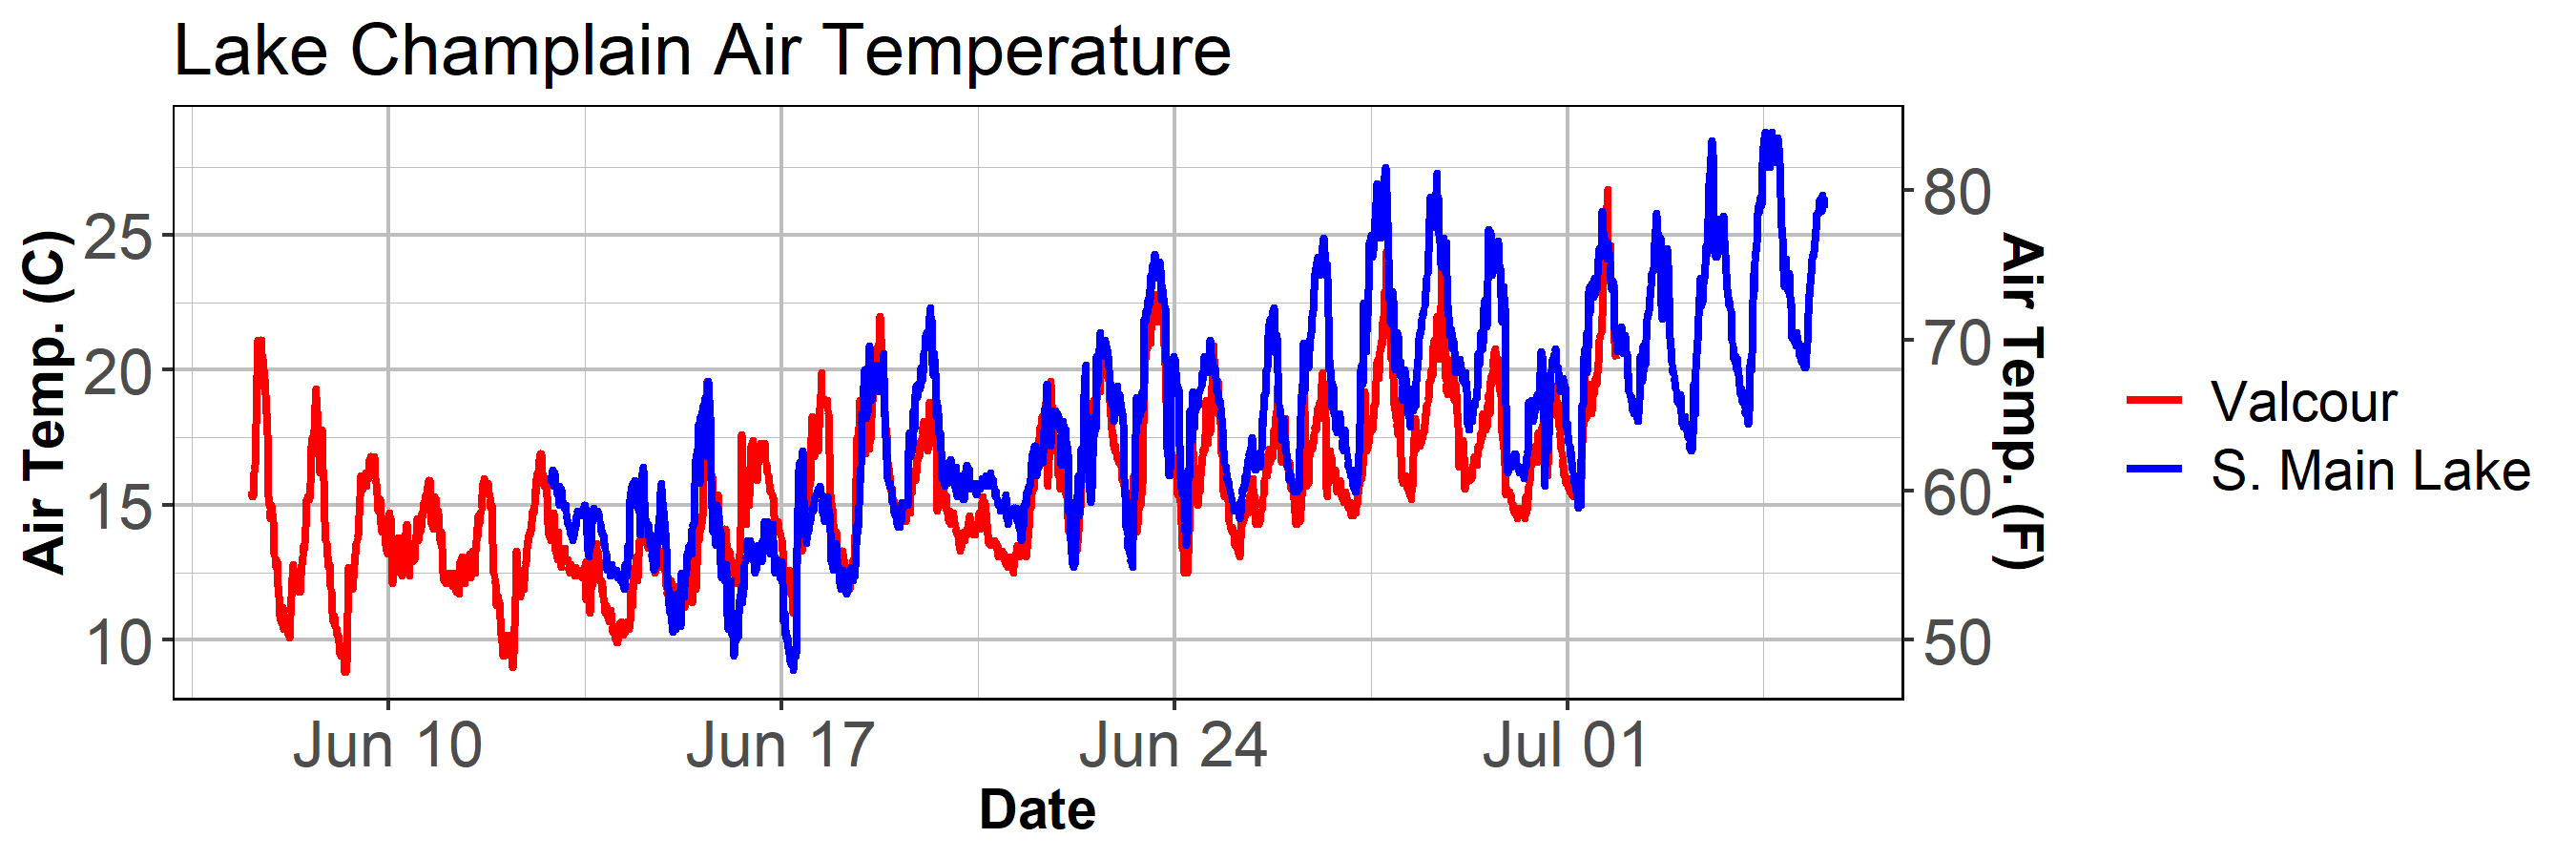 Lake Champlain Air Temperature
Air Temp. (C)
25
20
15
10
80
70
60
50
Air Temp. (F)
Jun 10
Jun 17
Jun 24
Jul 01
Date
Valcour
S. Main Lake